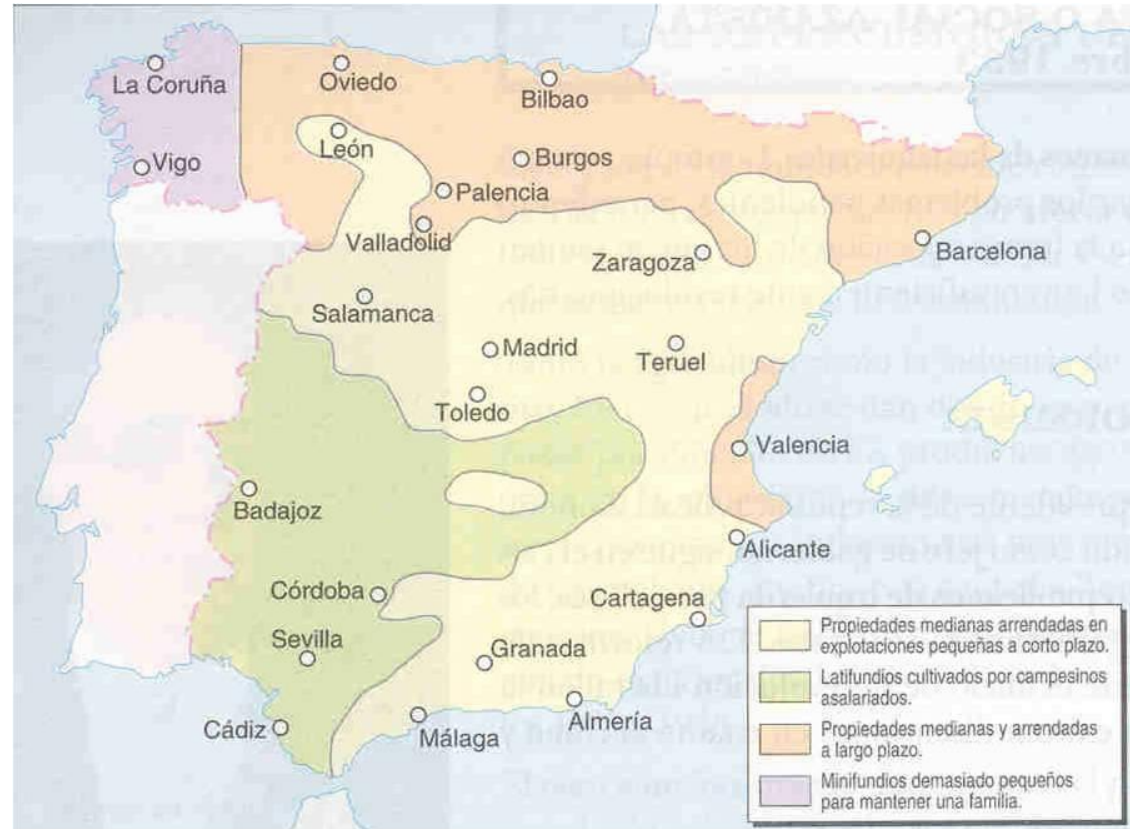 A O SOCIAL-AZAÑISTA,
La Coruña
Oviedo
Bilbao
León
Vigo
Burgos
Palencia
Valladolid
Zaragoza
Barcelona
Salamanca
Madrid
Teruel
Toledo
Valencia
Badajoz
Alicante
Córdoba
Cartagena
Sevilla
Granada
Cádiz
Málaga
Almería
Propiedades medianas arrendadas en
explotaciones pequeñas a corto plazo.
Latifundios cultivados por campesinos
asalariados.
Propiedades medianas y arrendadas
a largo plazo.
Minifundios demasiado pequeños
para mantener una familia.